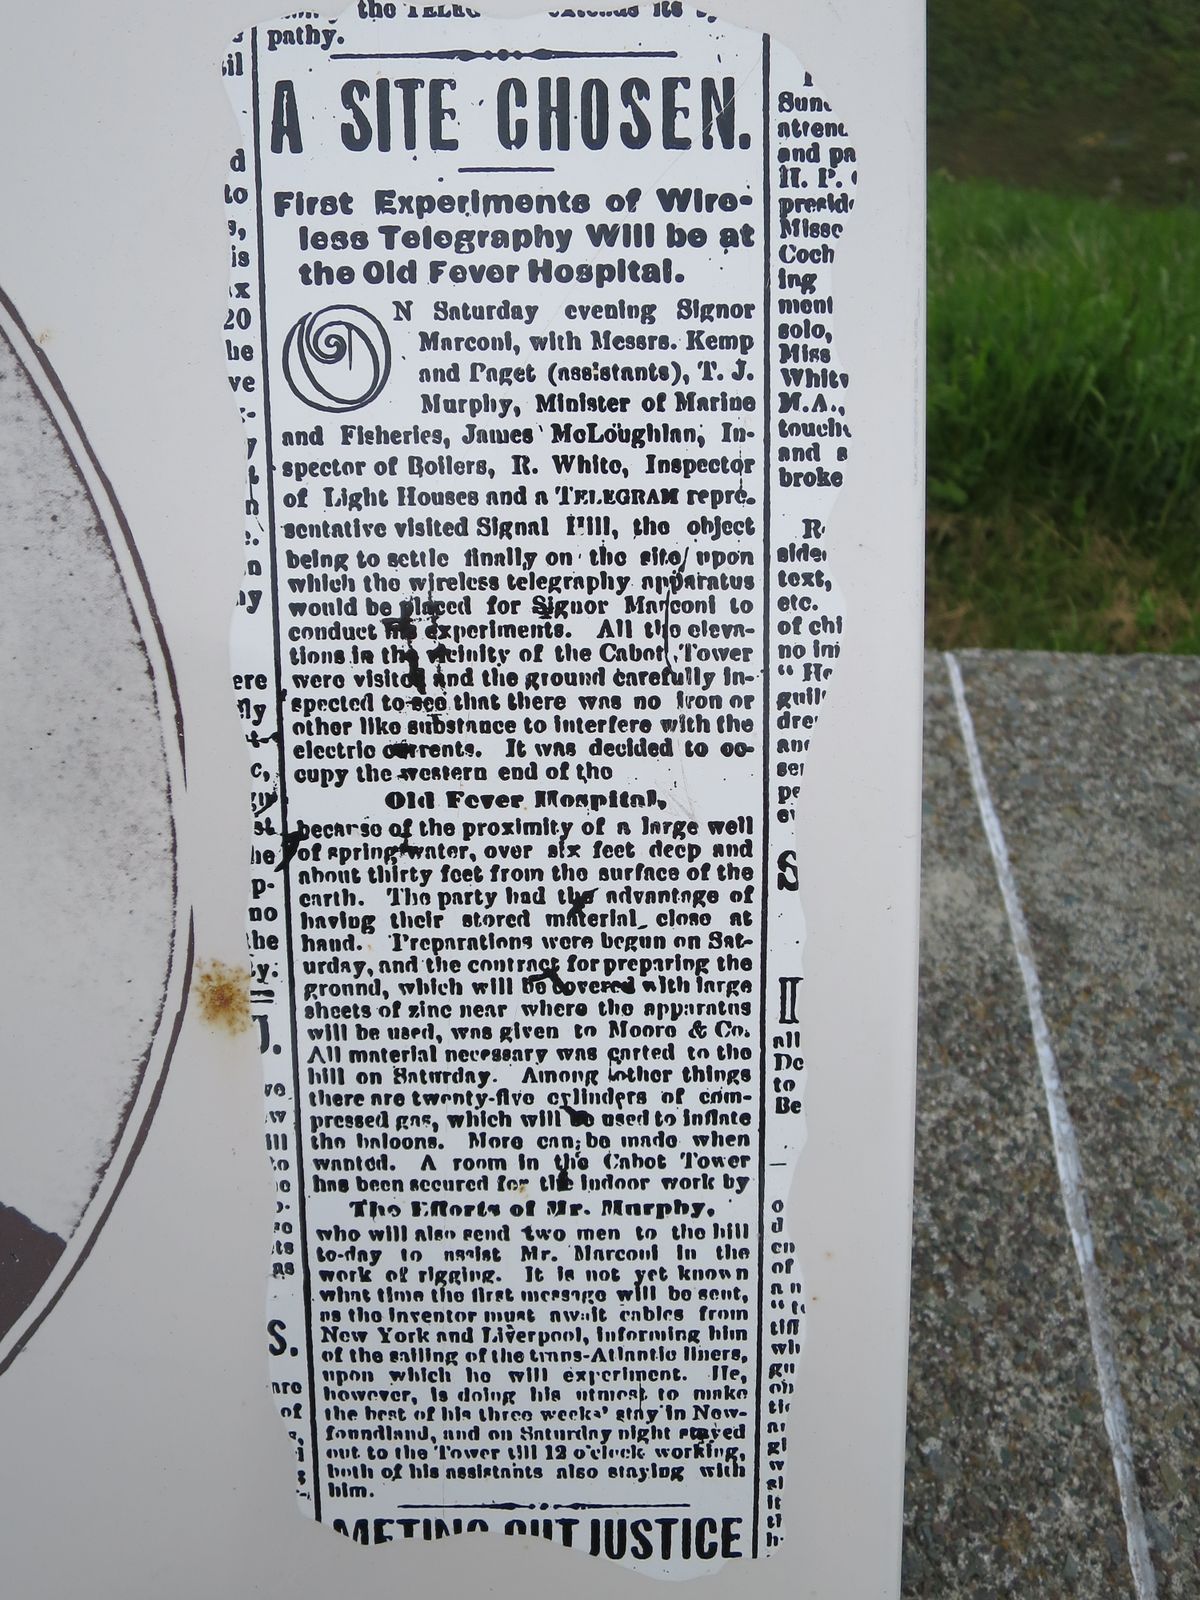 pathy.
A SITE CHOSEN.
First Experiments of Wire-
less Telegraphy Will be at
the Old Fever Hospital.
ON Saturday evening Signor
Marconi, with Messrs. Kemp
and Paget (assistants), T. J.
Murphy, Minister of Marine
and Fisheries, James McLoughlan, In-
spector of Boilers, R. White, Inspector
of Light Houses and a TELEGRAM repre-
sentative visited Signal Hill, the object
being to settle finally on the site upon
which the wireless telegraphy apparatus
would be placed for Signor Marconi to
conduct his experiments. All the eleva-
tions in the vicinity of the Cabot Tower
were visited and the ground carefully in-
spected to see that there was no iron or
other like substance to interfere with the
electric currents. It was decided to oc-
cupy the western end of the
Old Fever Hospital,
because of the proximity of a large well
of spring water, over six feet deep and
about thirty feet from the surface of the
earth. The party had the advantage of
having their stored material close at
hand. Preparations were begun on Sat-
urday, and the contract for preparing the
ground, which will be covered with large
sheets of zinc near where the apparatus
will be used, was given to Moore & Co.
All material necessary was carted to the
hill on Saturday. Among other things
there are twenty-five cylinders of com-
pressed gas, which will be used to inflate
the baloons. More can be made when
wanted. A room in the Cabot Tower
has been secured for the indoor work by
The Efforts of Mr. Murphy,
who will also send two men to the hill
to-day to assist Mr. Marconi in the
work of rigging. It is not yet known
what time the first message will be sent,
as the inventor must await cables from
New York and Liverpool, informing him
of the sailing of the trans-Atlantic liners,
upon which he will experiment. He,
however, is doing his utmost to make
the best of his three weeks' stay in New-
foundland, and on Saturday night stayed
out to the Tower till 12 o'clock working,
both of his assistants also staying with
him.
METING OUT JUSTICE